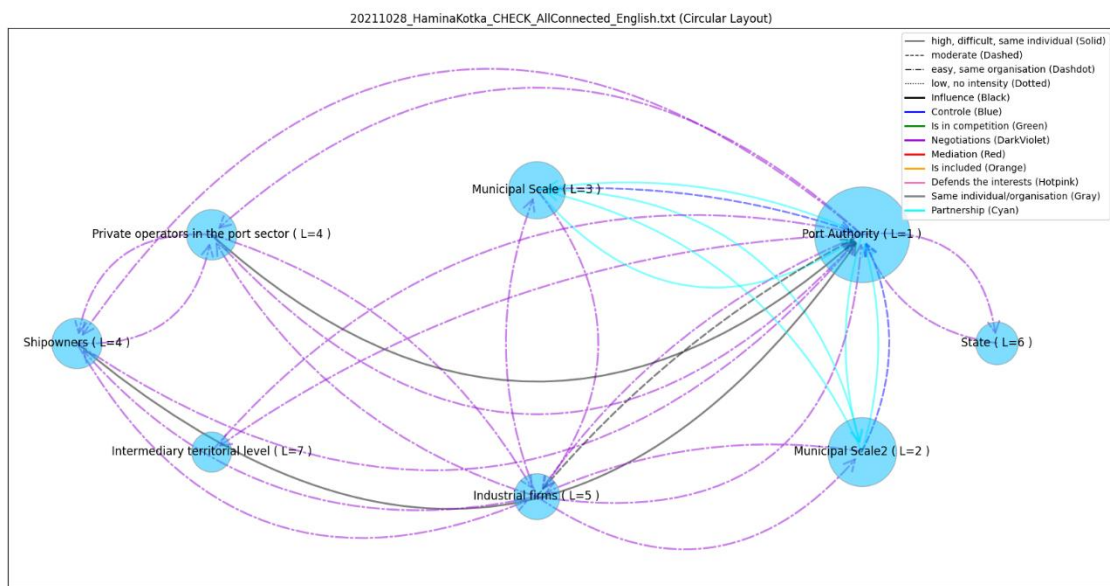 20211028_HaminaKotka_CHECK_AllConnected_English.txt (Circular Layout)
high, difficult, same individual (Solid)
moderate (Dashed)
easy, same organisation (Dashdot)
low, no intensity (Dotted)
Influence (Black)
Controle (Blue)
Is in competition (Green)
Negotiations (DarkViolet)
Mediation (Red)
Is included (Orange)
Defends the interests (Hotpink)
Same individual/organisation (Gray)
Partnership (Cyan)
Municipal Scale ( L=3 )
Private operators in the port sector ( L=4 )
Port Authority ( L=1 )
Shipowners ( L=4 )
State ( L=6 )
Intermediary territorial level ( L=7 )
Municipal Scale2 ( L=2 )
Industrial firms ( L=5 )